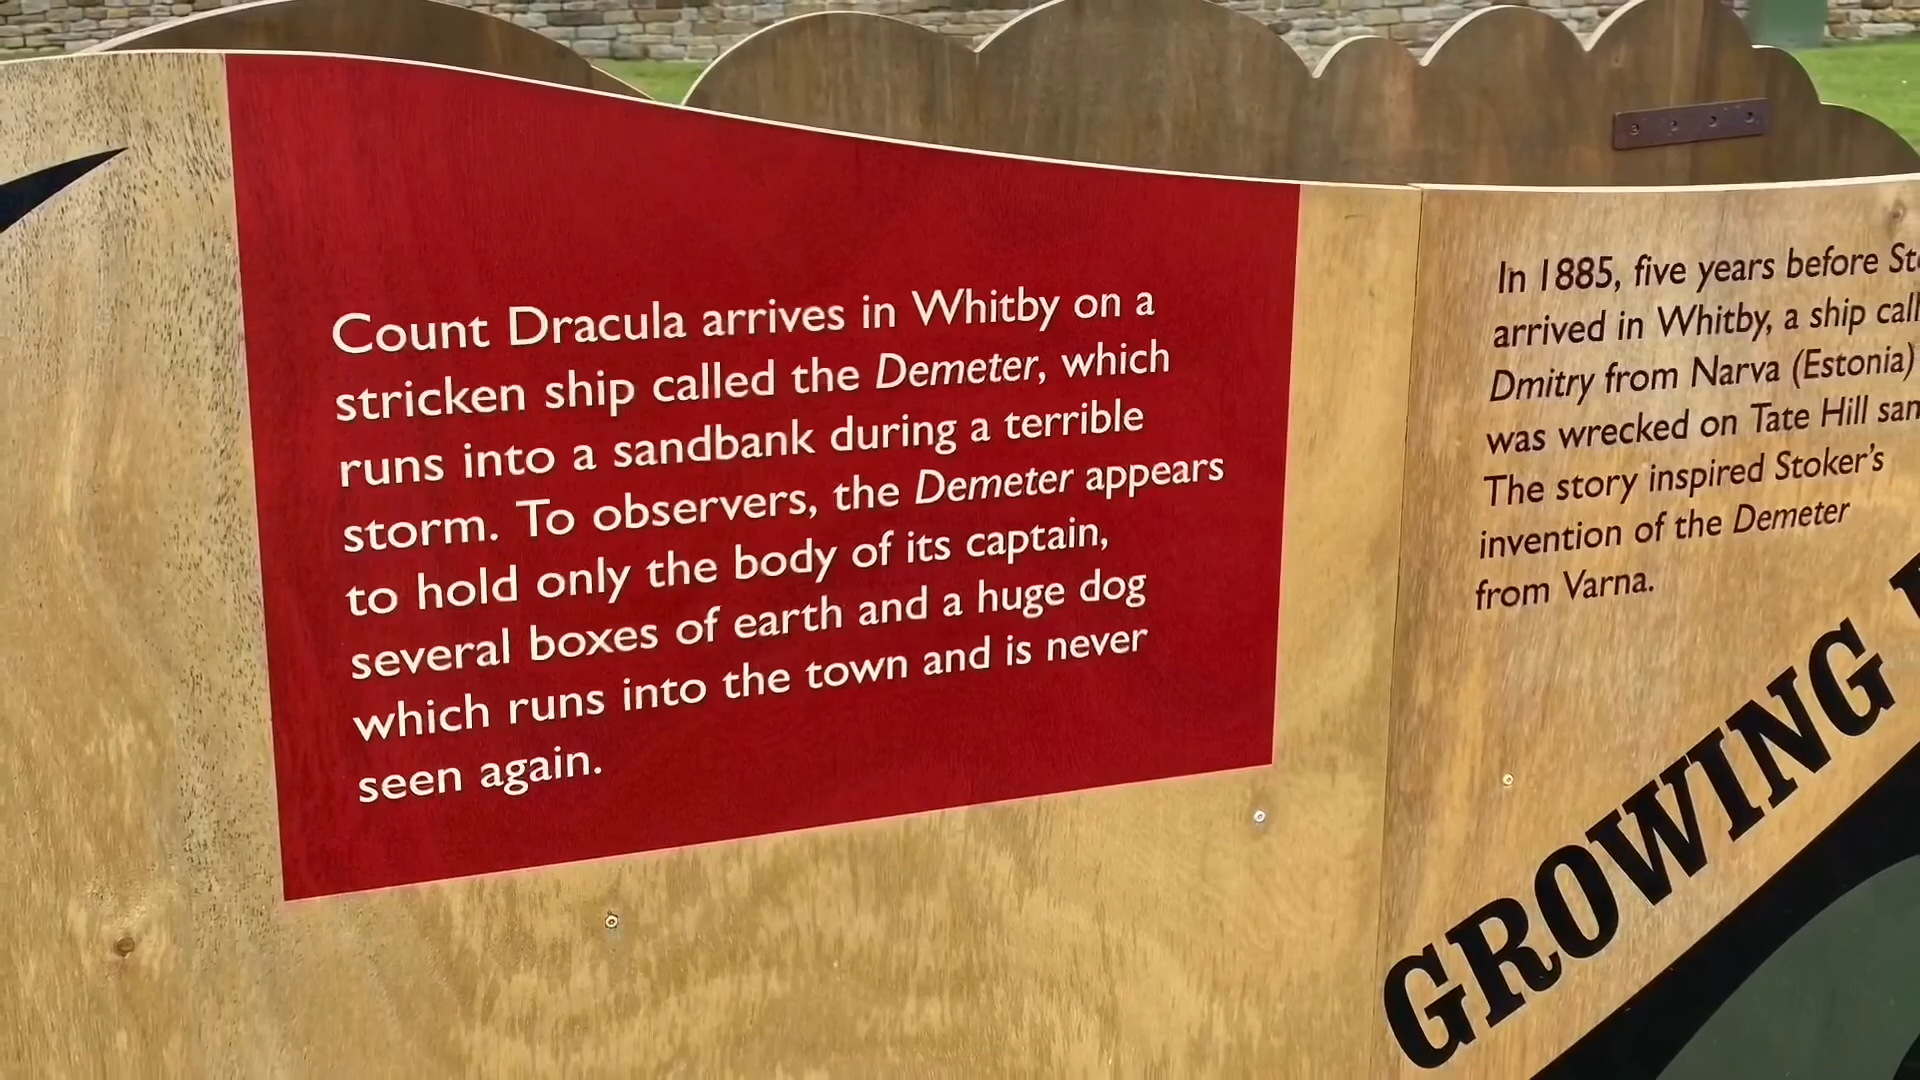 Count Dracula arrives in Whitby on a
stricken ship called the Demeter, which
runs into a sandbank during a terrible
storm. To observers, the Demeter appears
to hold only the body of its captain,
several boxes of earth and a huge dog
which runs into the town and is never
seen again.
In 1885, five years before
arrived in Whitby, a ship
Dmitry from Narva (Estonia)
was wrecked on Tate Hill
The story inspired Stoker's
invention of the Demeter
from Varna.
GROWING